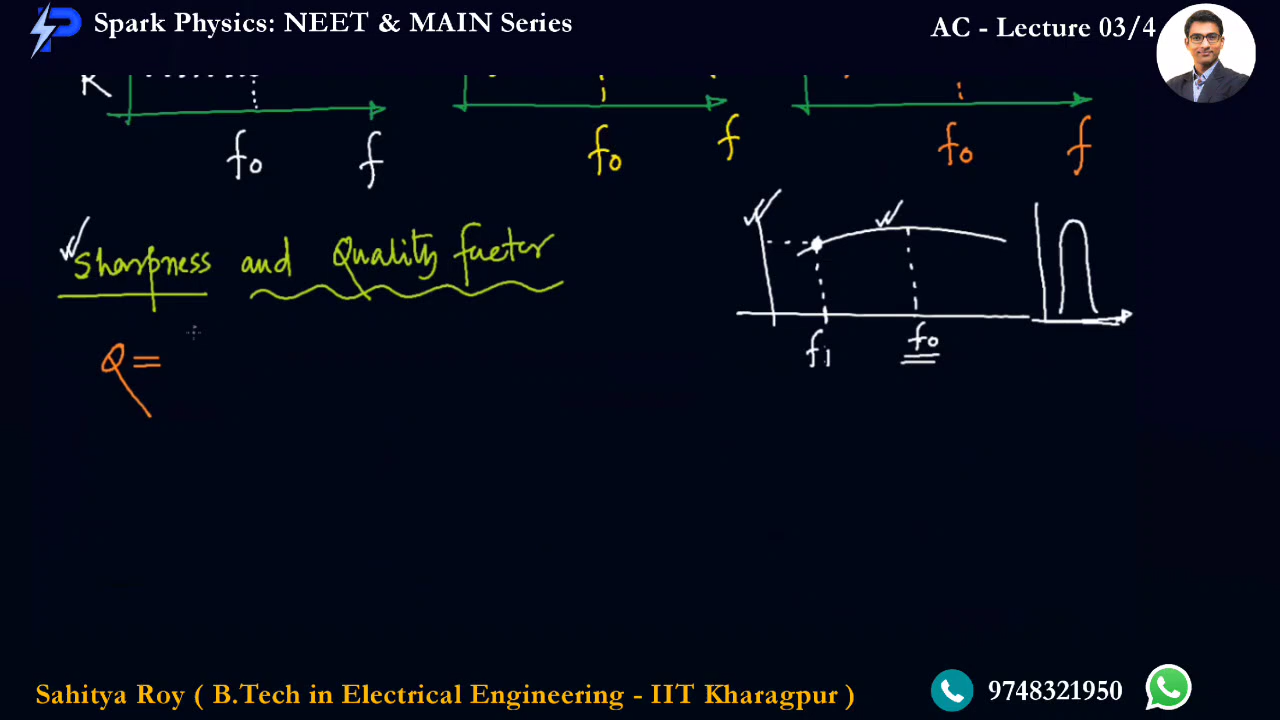 Spark Physics: NEET & MAIN Series
AC - Lecture 03/4
R
f₀ f
f₀ f
f₀ f
Sharpness and Quality factor
f₁ f₀
Q =
Sahitya Roy ( B.Tech in Electrical Engineering - IIT Kharagpur )
9748321950